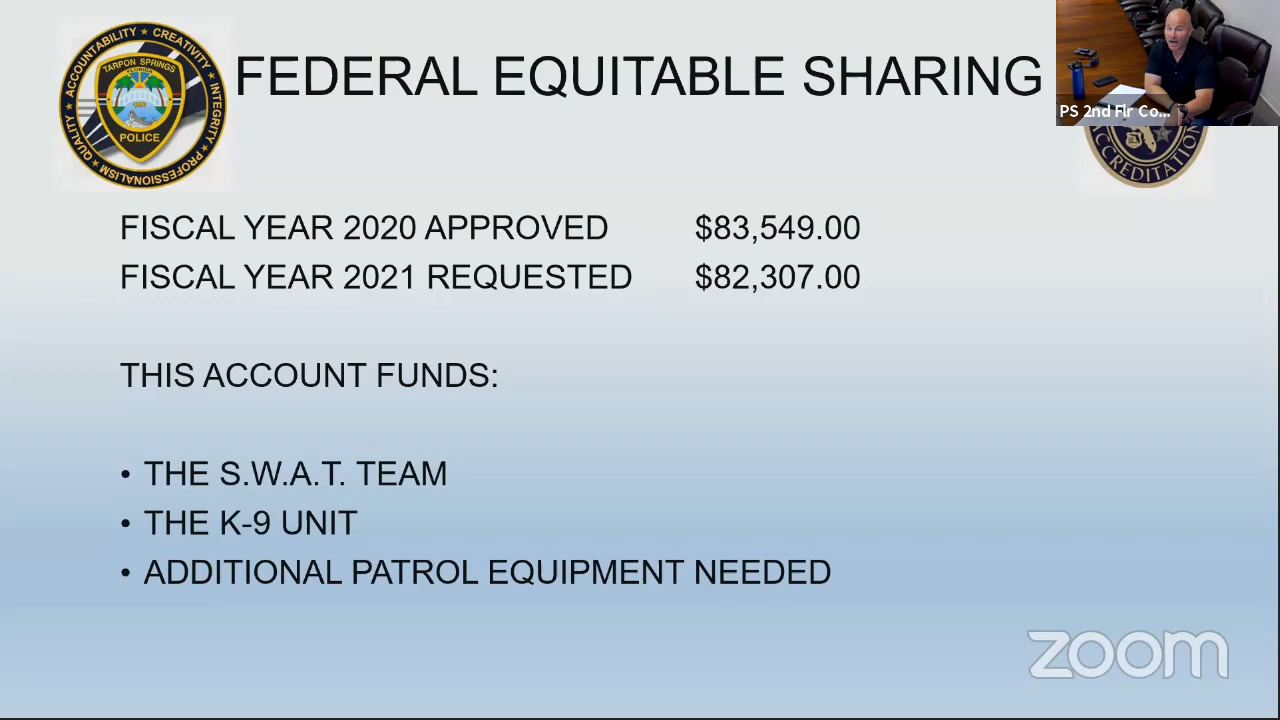 ACCOUNTABILITY ★ CREATIVITY ★ INTEGRITY ★ PROFESSIONALISM ★ QUALITY ★
TARPON SPRINGS
FLORIDA
POLICE
FEDERAL EQUITABLE SHARING
PS 2nd Flr Co...
ACCREDITATION
FISCAL YEAR 2020 APPROVED $83,549.00
FISCAL YEAR 2021 REQUESTED $82,307.00
THIS ACCOUNT FUNDS:
• THE S.W.A.T. TEAM
• THE K-9 UNIT
• ADDITIONAL PATROL EQUIPMENT NEEDED
zoom